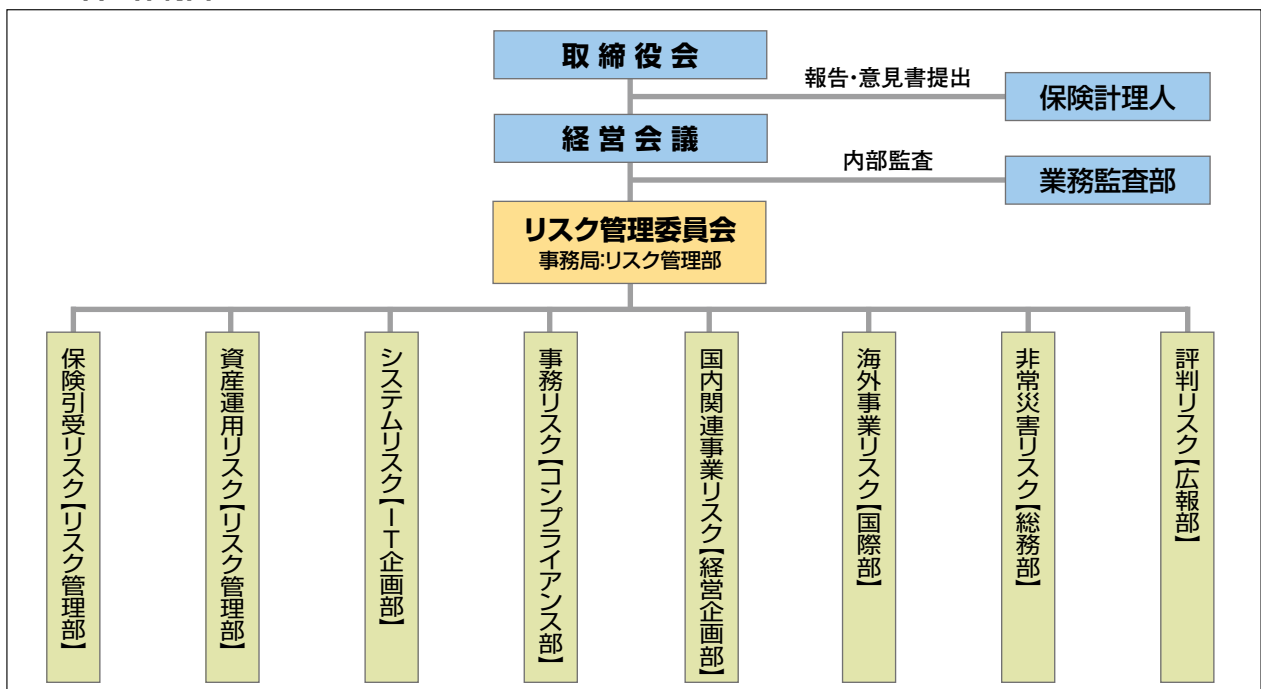 取締役会
報告・意見書提出
保険計理人
経営会議
内部監査
業務監査部
リスク管理委員会
事務局:リスク管理部
保険引受リスク【リスク管理部】
資産運用リスク【リスク管理部】
システムリスク【IT企画部】
事務リスク【コンプライアンス部】
国内関連事業リスク【経営企画部】
海外事業リスク【国際部】
非常災害リスク【総務部】
評判リスク【広報部】